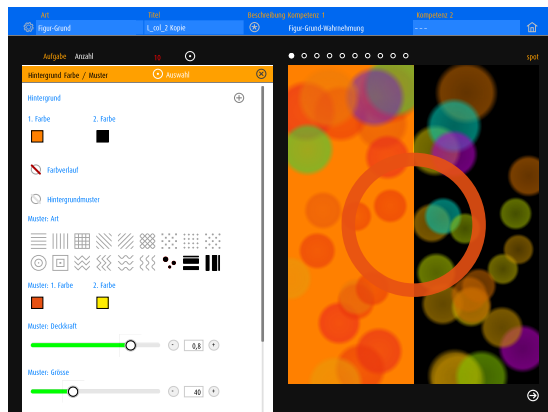 Art Titel Beschreibung Kompetenz 1 Kompetenz 2
Figur-Grund L_col_2 Kopie Figur-Grund-Wahrnehmung ---
Aufgabe Anzahl 10 spot
Hintergrund Farbe / Muster Auswahl
Hintergrund
1. Farbe 2. Farbe
Farbverlauf
Hintergrundmuster
Muster: Art
Muster: 1. Farbe 2. Farbe
Muster: Deckkraft
- 0,8 +
Muster: Grösse
- 40 +